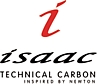 i
isaac
TECHNICAL CARBON
INSPIRED BY NEWTON